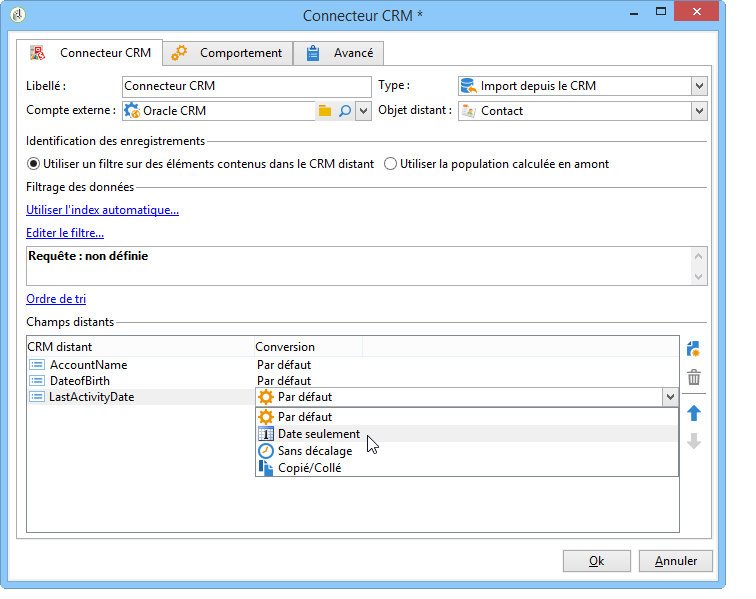 Connecteur CRM *
Connecteur CRM Comportement Avancé
Libellé : Connecteur CRM Type : Import depuis le CRM
Compte externe : Oracle CRM Objet distant : Contact
Identification des enregistrements
Utiliser un filtre sur des éléments contenus dans le CRM distant Utiliser la population calculée en amont
Filtrage des données
Utiliser l'index automatique...
Editer le filtre...
Requête : non définie
Ordre de tri
Champs distants
CRM distant Conversion
AccountName Par défaut
DateofBirth Par défaut
LastActivityDate Par défaut
Par défaut
Date seulement
Sans décalage
Copié/Collé
Ok Annuler